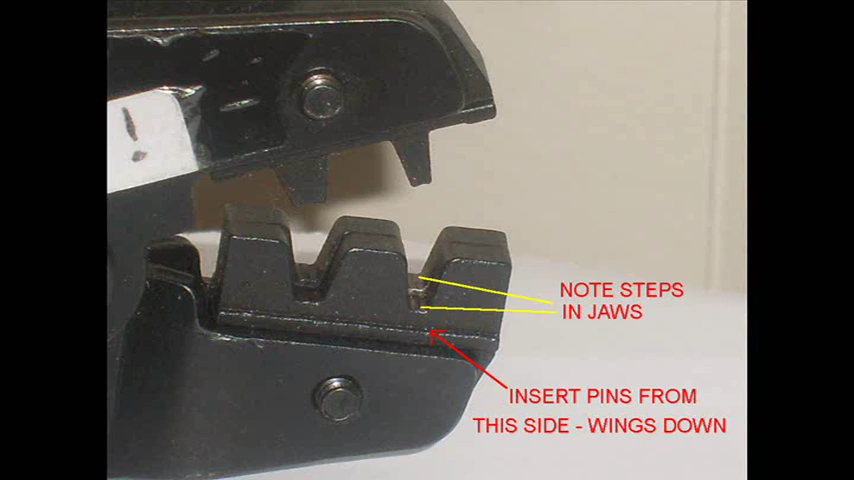 NOTE STEPS
IN JAWS
INSERT PINS FROM
THIS SIDE - WINGS DOWN